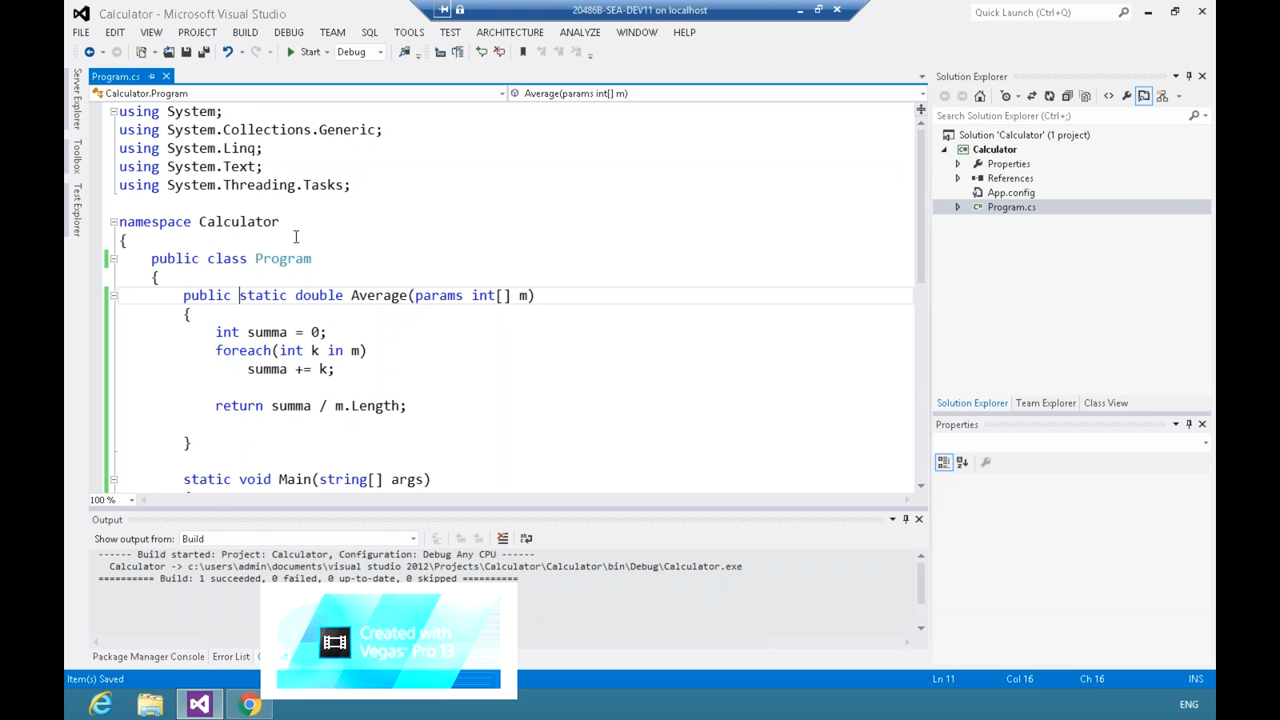 Calculator - Microsoft Visual Studio
20486B-SEA-DEV11 on localhost
Quick Launch (Ctrl+Q)
FILE EDIT VIEW PROJECT BUILD DEBUG TEAM SQL TOOLS TEST ARCHITECTURE ANALYZE WINDOW HELP
Start Debug
Program.cs
Calculator.Program
Average(params int[] m)
Server Explorer
Toolbox
Test Explorer
using System;
using System.Collections.Generic;
using System.Linq;
using System.Text;
using System.Threading.Tasks;
namespace Calculator
{
public class Program
{
public static double Average(params int[] m)
{
int summa = 0;
foreach(int k in m)
summa += k;
return summa / m.Length;
}
static void Main(string[] args)
100 %
Solution Explorer
Search Solution Explorer (Ctrl+;)
Solution 'Calculator' (1 project)
Calculator
Properties
References
App.config
Program.cs
Solution Explorer Team Explorer Class View
Properties
Output
Show output from: Build
------ Build started: Project: Calculator, Configuration: Debug Any CPU ------
Calculator -> c:\users\admin\documents\visual studio 2012\Projects\Calculator\Calculator\bin\Debug\Calculator.exe
========== Build: 1 succeeded, 0 failed, 0 up-to-date, 0 skipped ==========
Created with
Vegas Pro 13
Package Manager Console Error List
Item(s) Saved
Ln 11 Col 16 Ch 16 INS
ENG